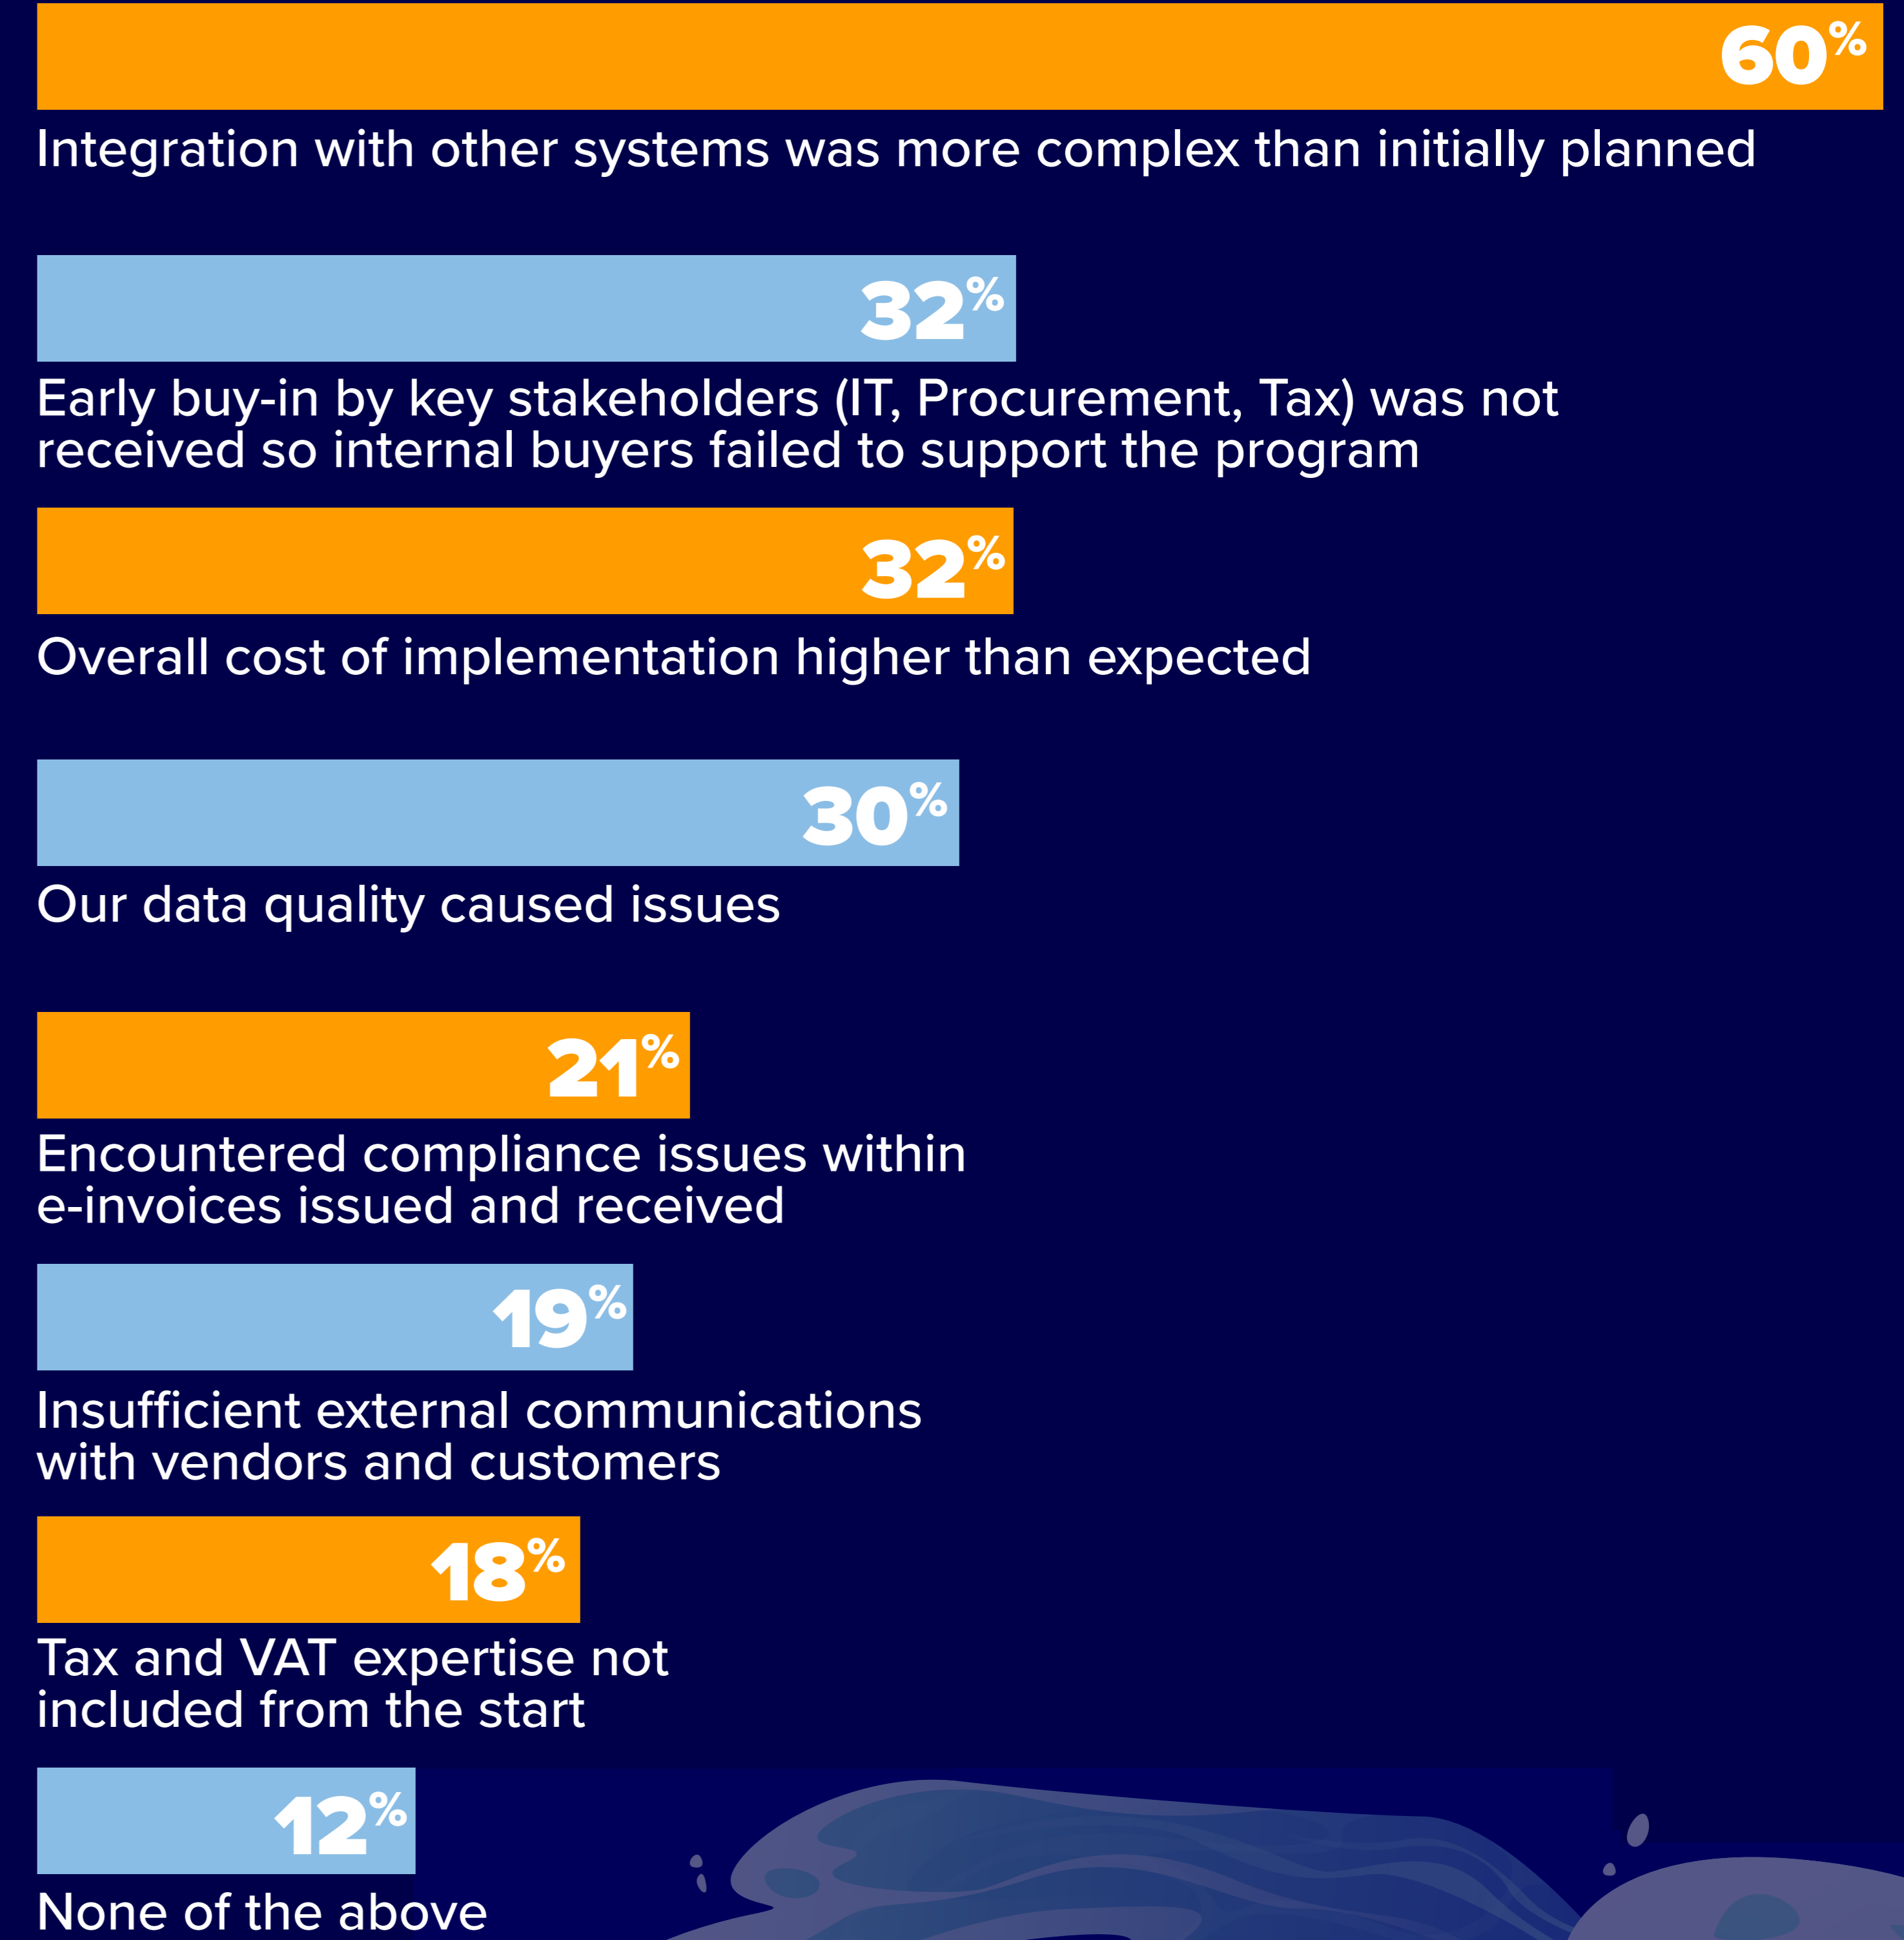 60%
Integration with other systems was more complex than initially planned
32%
Early buy-in by key stakeholders (IT, Procurement, Tax) was not
received so internal buyers failed to support the program
32%
Overall cost of implementation higher than expected
30%
Our data quality caused issues
21%
Encountered compliance issues within
e-invoices issued and received
19%
Insufficient external communications
with vendors and customers
18%
Tax and VAT expertise not
included from the start
12%
None of the above